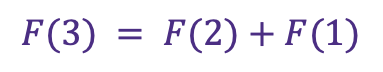 F(3) = F(2) + F(1)